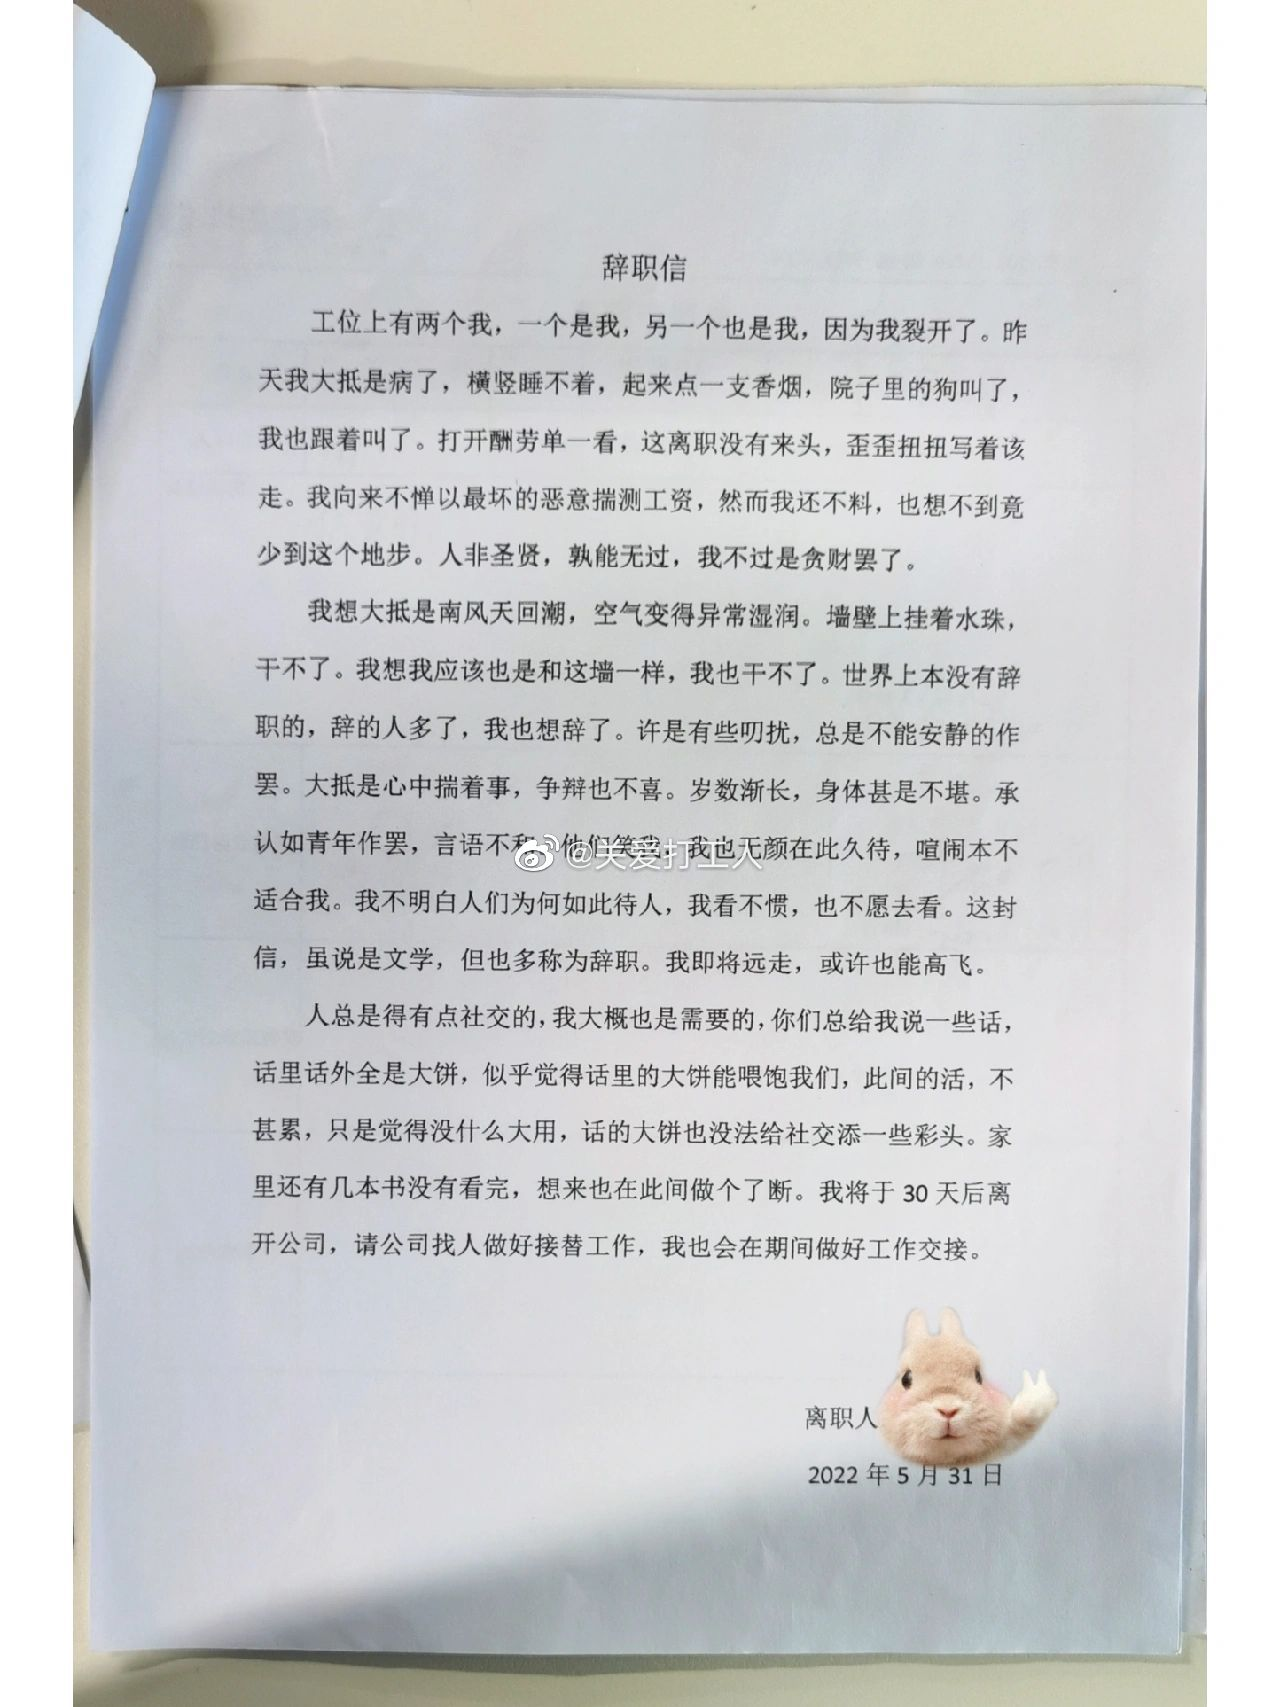 辞职信
工位上有两个我，一个是我，另一个也是我，因为我裂开了。昨
天我大抵是病了，横竖睡不着，起来点一支香烟，院子里的狗叫了，
我也跟着叫了。打开酬劳单一看，这离职没有来头，歪歪扭扭写着该
走。我向来不惮以最坏的恶意揣测工资，然而我还不料，也想不到竟
少到这个地步。人非圣贤，孰能无过，我不过是贪财罢了。
我想大抵是南风天回潮，空气变得异常湿润。墙壁上挂着水珠，
干不了。我想我应该也是和这墙一样，我也干不了。世界上本没有辞
职的，辞的人多了，我也想辞了。许是有些叨扰，总是不能安静的作
罢。大抵是心中揣着事，争辩也不喜。岁数渐长，身体甚是不堪。承
认如青年作罢，言语不和，他们笑我，我也无颜在此久待，喧闹本不
适合我。我不明白人们为何如此待人，我看不惯，也不愿去看。这封
信，虽说是文学，但也多称为辞职。我即将远走，或许也能高飞。
人总是得有点社交的，我大概也是需要的，你们总给我说一些话，
话里话外全是大饼，似乎觉得话里的大饼能喂饱我们，此间的活，不
甚累，只是觉得没什么大用，话的大饼也没法给社交添一些彩头。家
里还有几本书没有看完，想来也在此间做个了断。我将于 30 天后离
开公司，请公司找人做好接替工作，我也会在期间做好工作交接。
离职人
2022 年 5 月 31 日
@关爱打工人